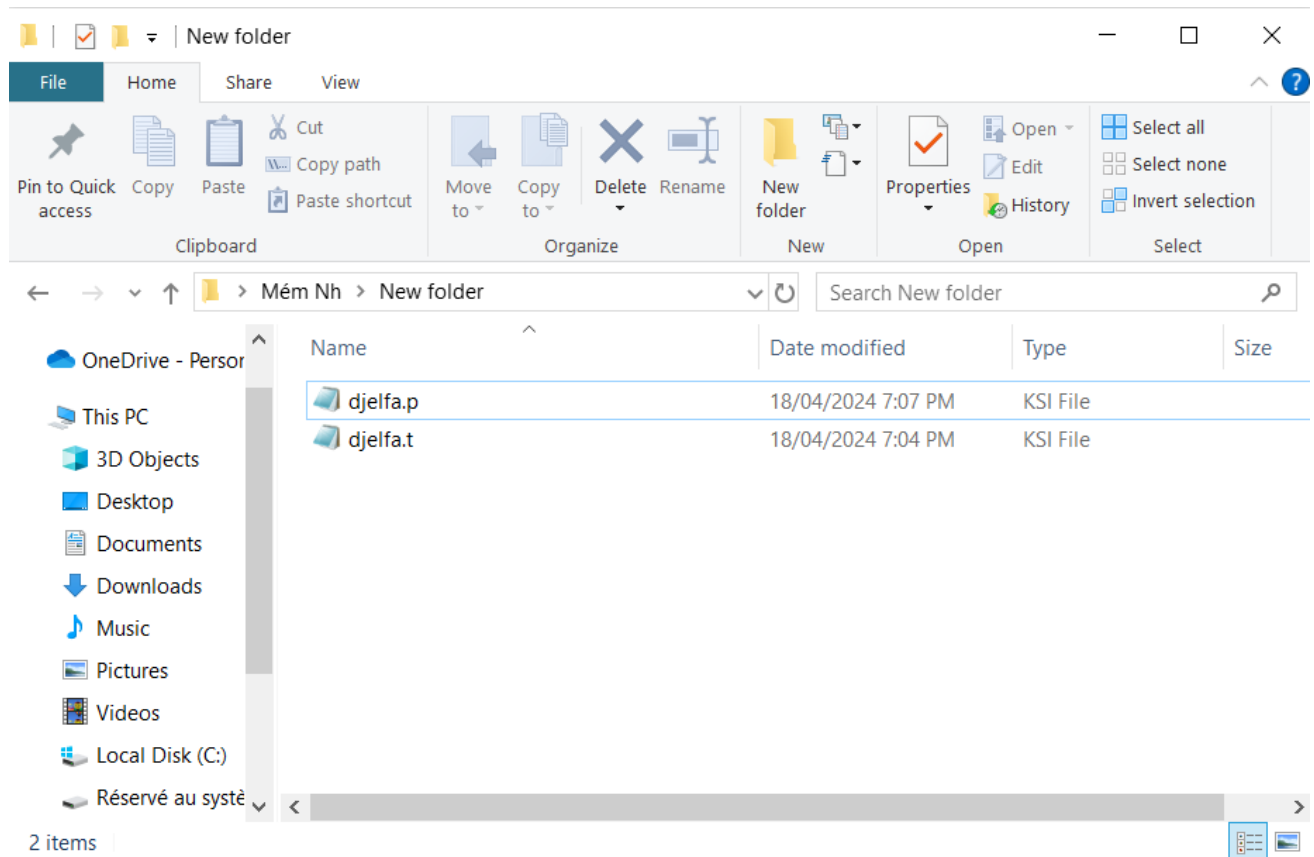 New folder
File Home Share View
Pin to Quick access
Copy
Paste
Cut
Copy path
Paste shortcut
Clipboard
Move to
Copy to
Delete
Rename
Organize
New folder
New
Properties
Open
Edit
History
Open
Select all
Select none
Invert selection
Select
Mém Nh > New folder
Search New folder
Name Date modified Type Size
djelfa.p 18/04/2024 7:07 PM KSI File
djelfa.t 18/04/2024 7:04 PM KSI File
OneDrive - Person
This PC
3D Objects
Desktop
Documents
Downloads
Music
Pictures
Videos
Local Disk (C:)
Réservé au systè
2 items